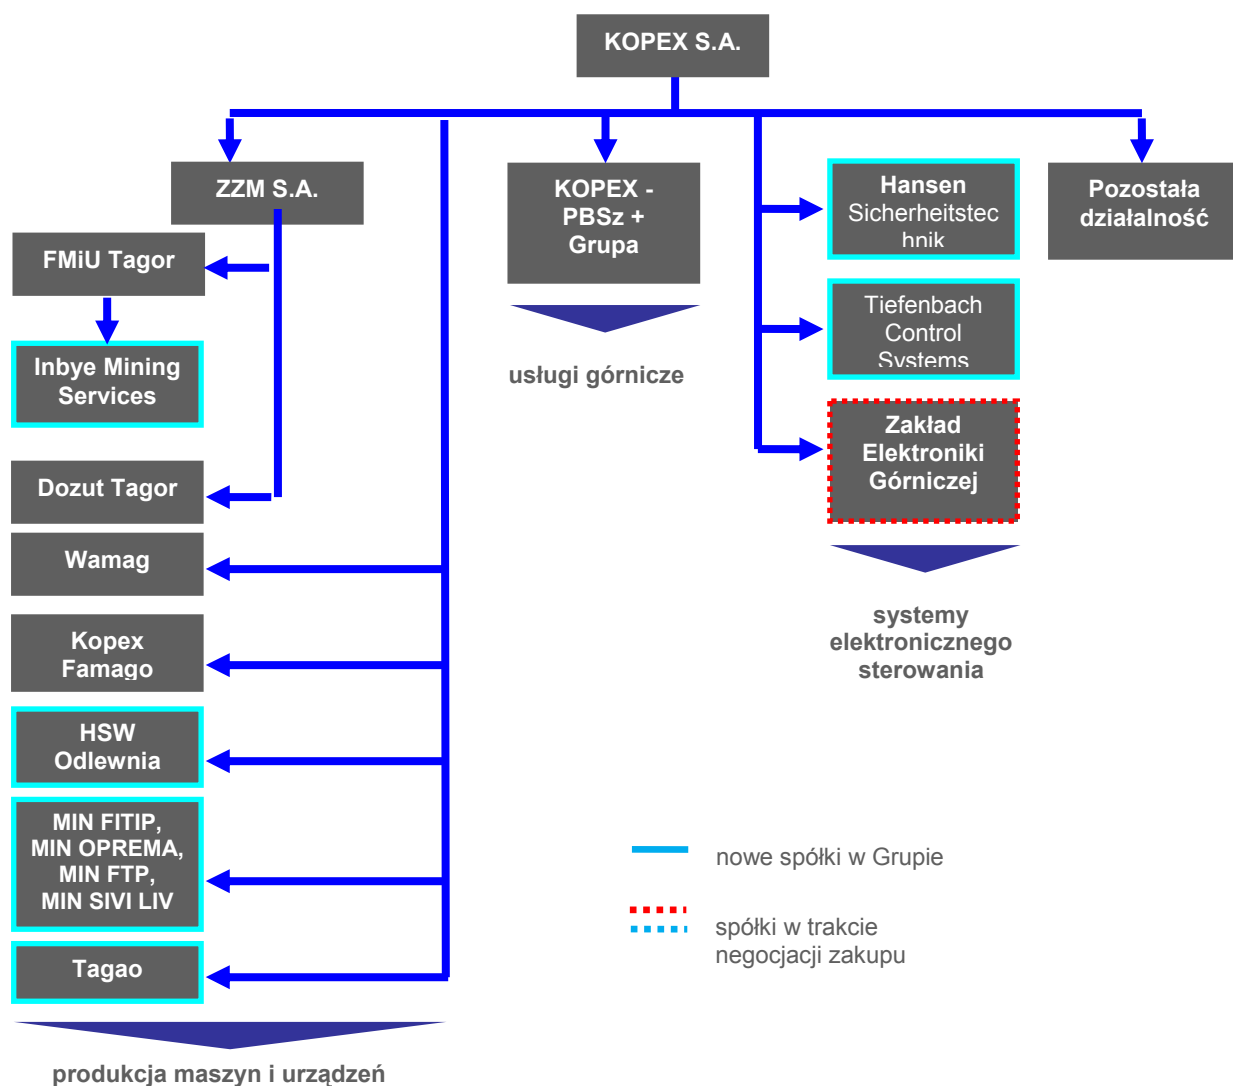 KOPEX S.A.
ZZM S.A.
FMiU Tagor
Inbye Mining
Services
Dozut Tagor
Wamag
Kopex
Famago
HSW
Odlewnia
MIN FITIP,
MIN OPREMA,
MIN FTP,
MIN SIVI LIV
Tagao
produkcja maszyn i urządzeń
KOPEX -
PBSz +
Grupa
usługi górnicze
Hansen
Sicherheitstec
hnik
Tiefenbach
Control
Systems
Zakład
Elektroniki
Górniczej
systemy
elektronicznego
sterowania
Pozostała
działalność
nowe spółki w Grupie
spółki w trakcie
negocjacji zakupu